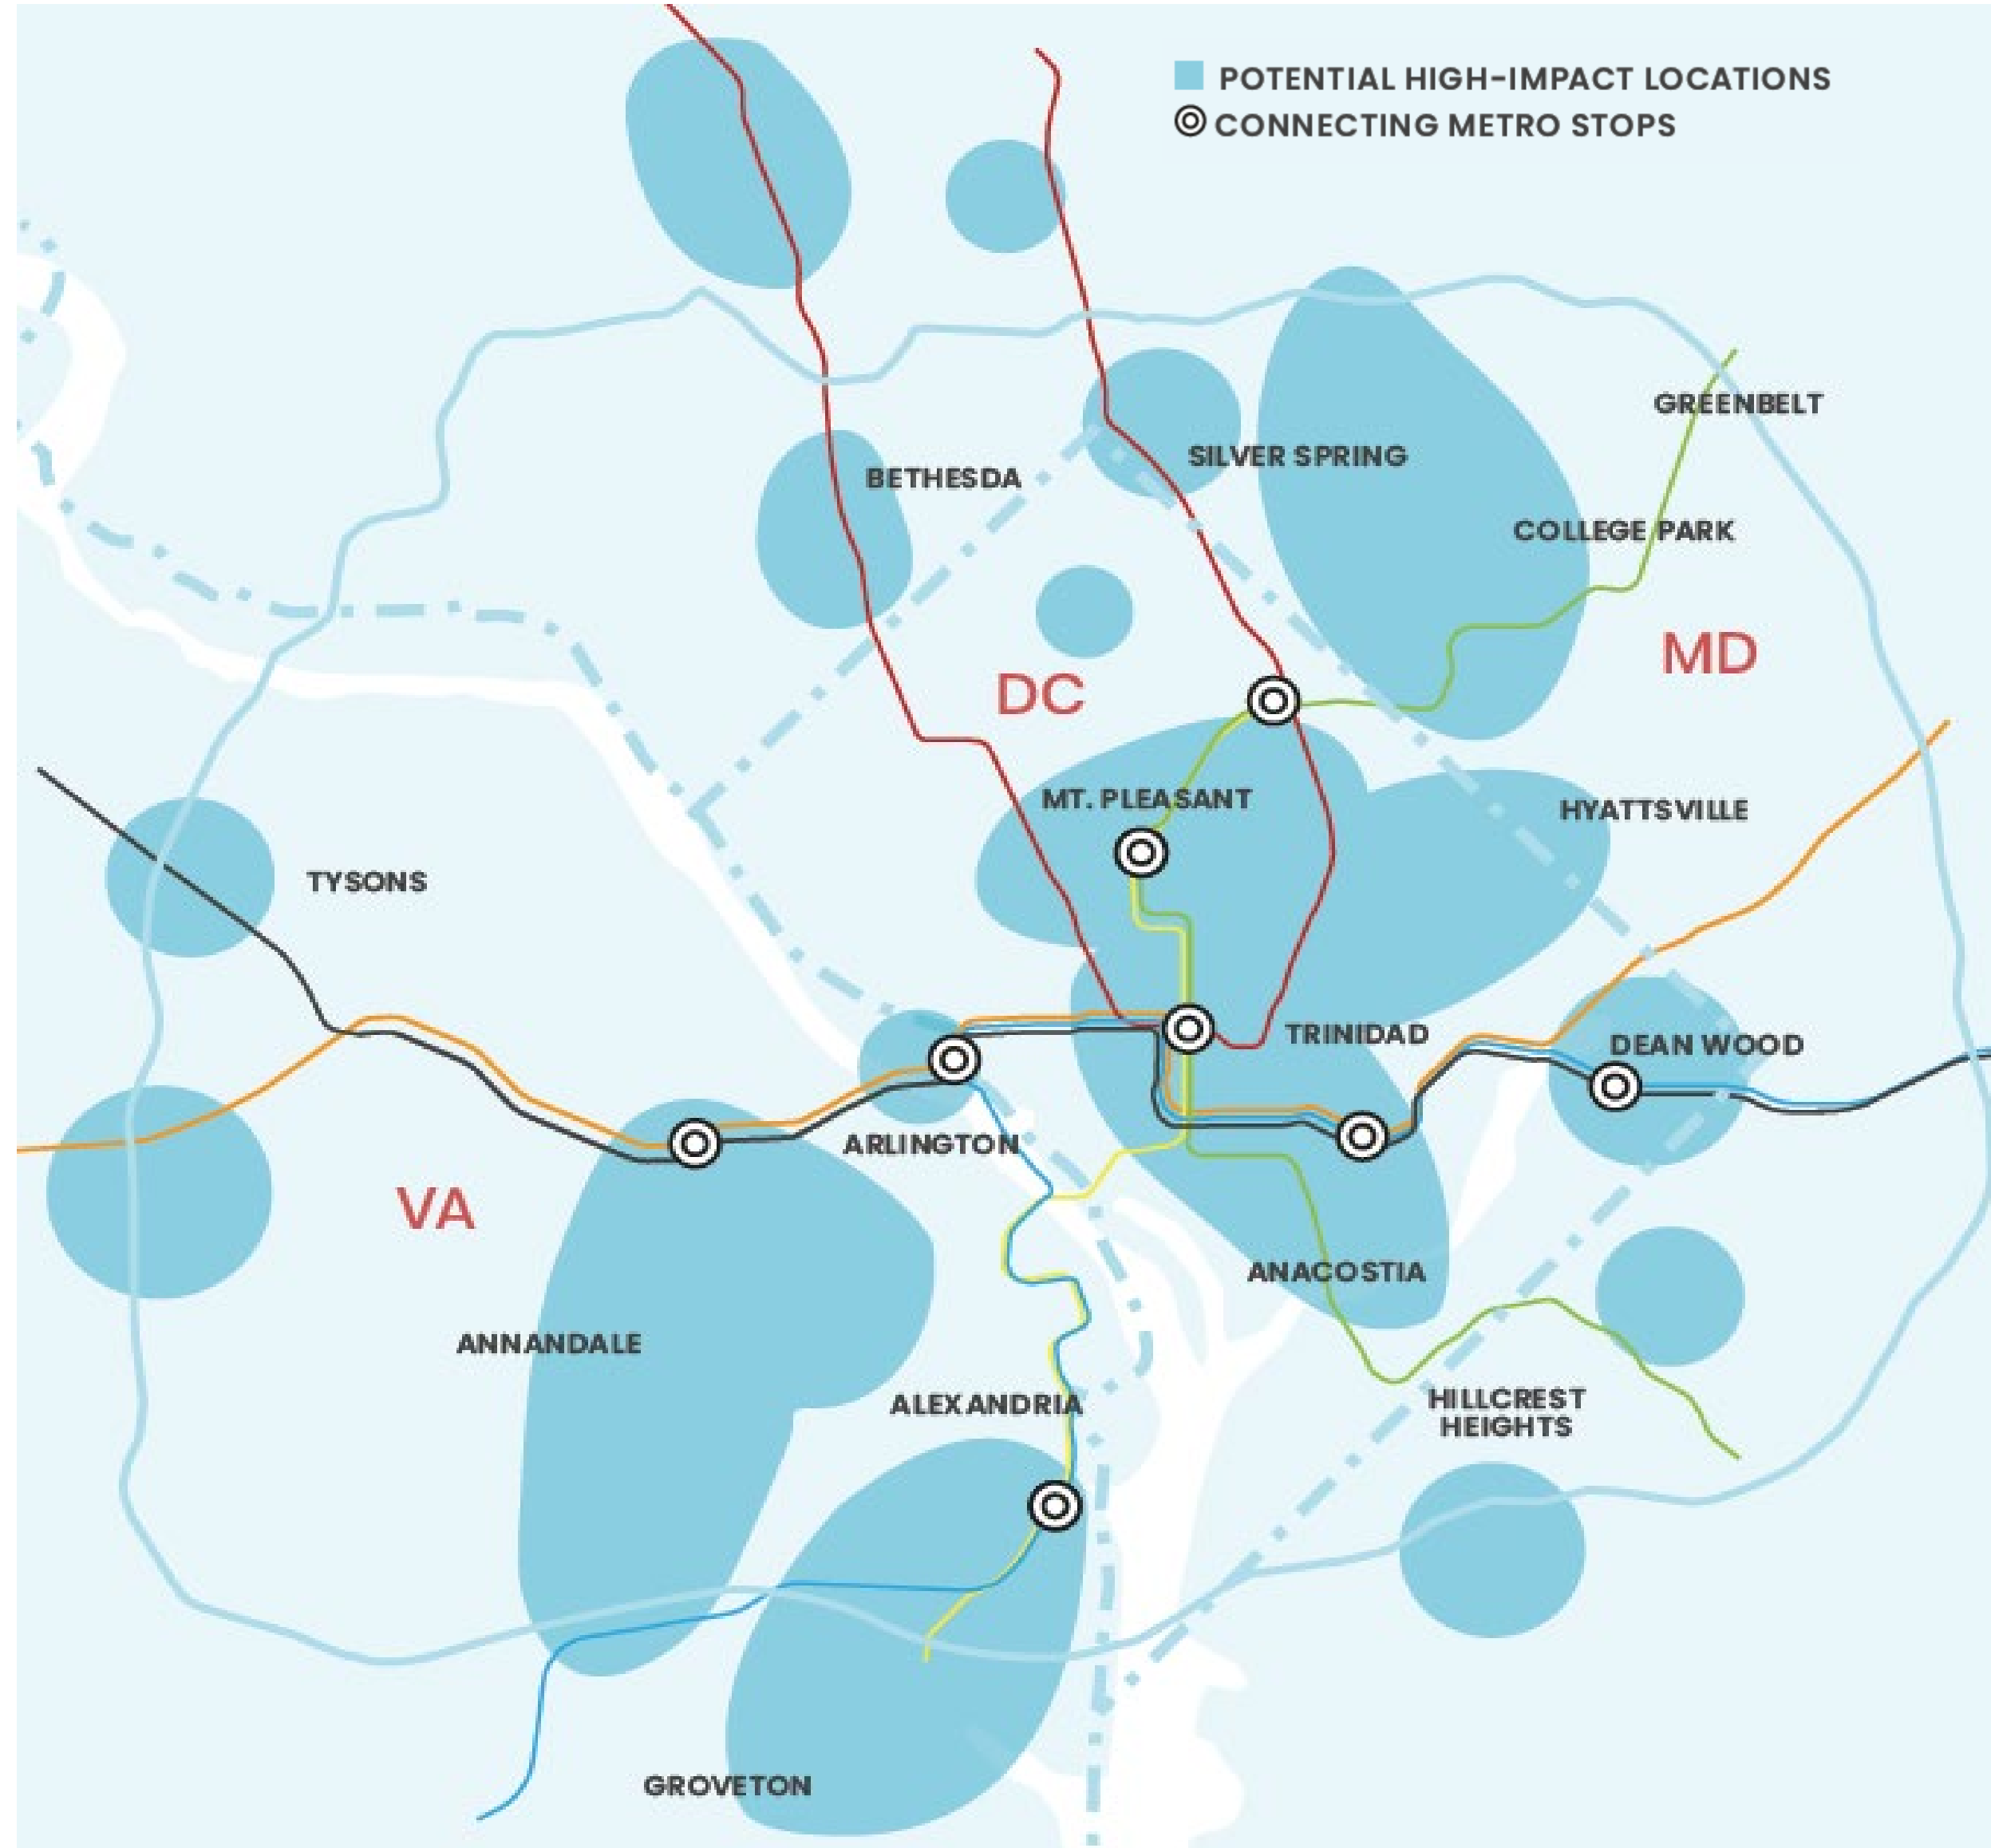 POTENTIAL HIGH-IMPACT LOCATIONS
CONNECTING METRO STOPS
GREENBELT
SILVER SPRING
BETHESDA
COLLEGE PARK
MD
DC
MT. PLEASANT
HYATTSVILLE
TYSONS
TRINIDAD
DEAN WOOD
ARLINGTON
VA
ANACOSTIA
ANNANDALE
ALEXANDRIA
HILLCREST
HEIGHTS
GROVETON